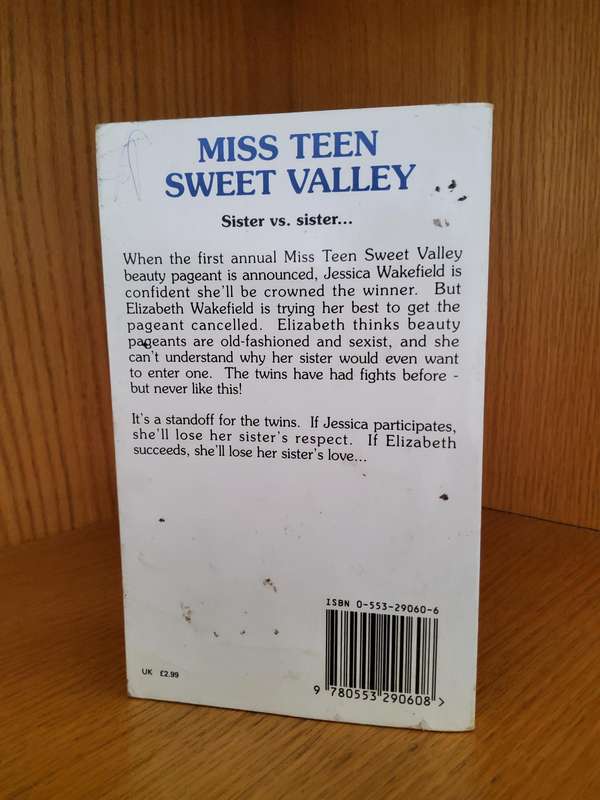 MISS TEEN
SWEET VALLEY
Sister vs. sister...
When the first annual Miss Teen Sweet Valley
beauty pageant is announced, Jessica Wakefield is
confident she'll be crowned the winner. But
Elizabeth Wakefield is trying her best to get the
pageant cancelled. Elizabeth thinks beauty
pageants are old-fashioned and sexist, and she
can't understand why her sister would even want
to enter one. The twins have had fights before -
but never like this!
It's a standoff for the twins. If Jessica participates,
she'll lose her sister's respect. If Elizabeth
succeeds, she'll lose her sister's love...
ISBN 0-553-29060-6
9 780553 290608 >
UK £2.99